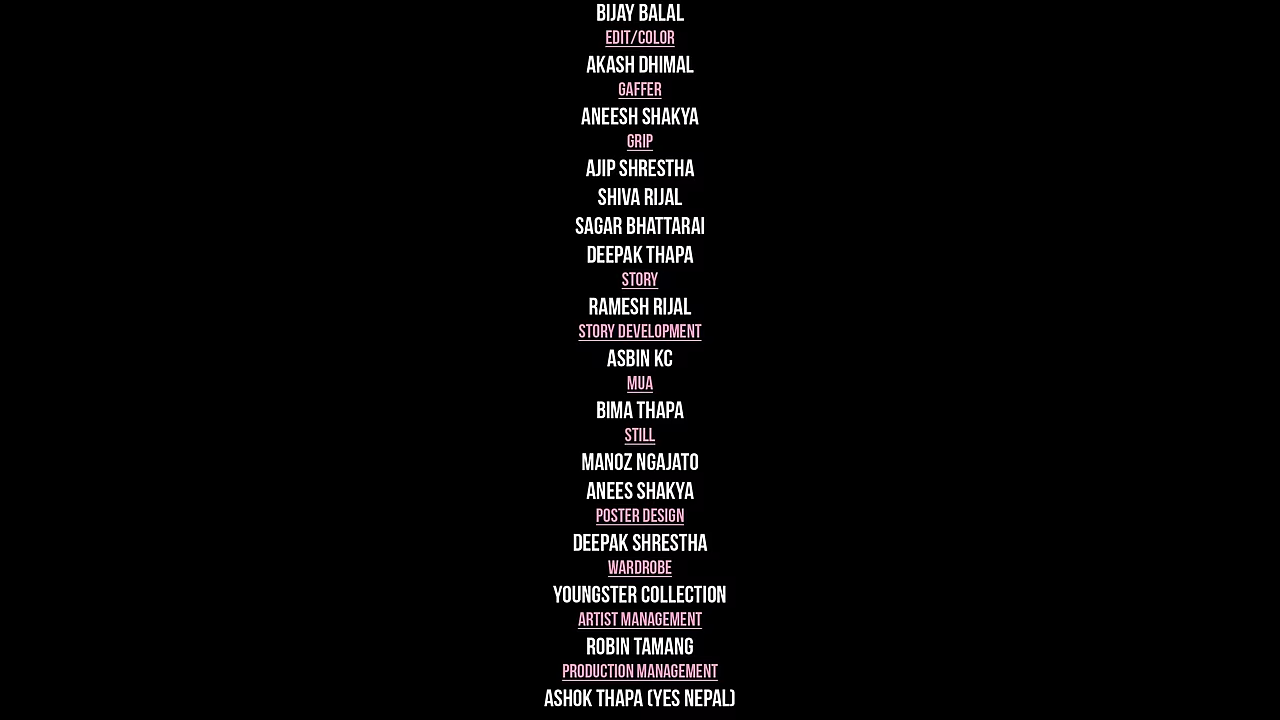 BIJAY BALAL
EDIT/COLOR
AKASH DHIMAL
GAFFER
ANEESH SHAKYA
GRIP
AJIP SHRESTHA
SHIVA RIJAL
SAGAR BHATTARAI
DEEPAK THAPA
STORY
RAMESH RIJAL
STORY DEVELOPMENT
ASBIN KC
MUA
BIMA THAPA
STILL
MANOZ NGAJATO
ANEES SHAKYA
POSTER DESIGN
DEEPAK SHRESTHA
WARDROBE
YOUNGSTER COLLECTION
ARTIST MANAGEMENT
ROBIN TAMANG
PRODUCTION MANAGEMENT
ASHOK THAPA (YES NEPAL)